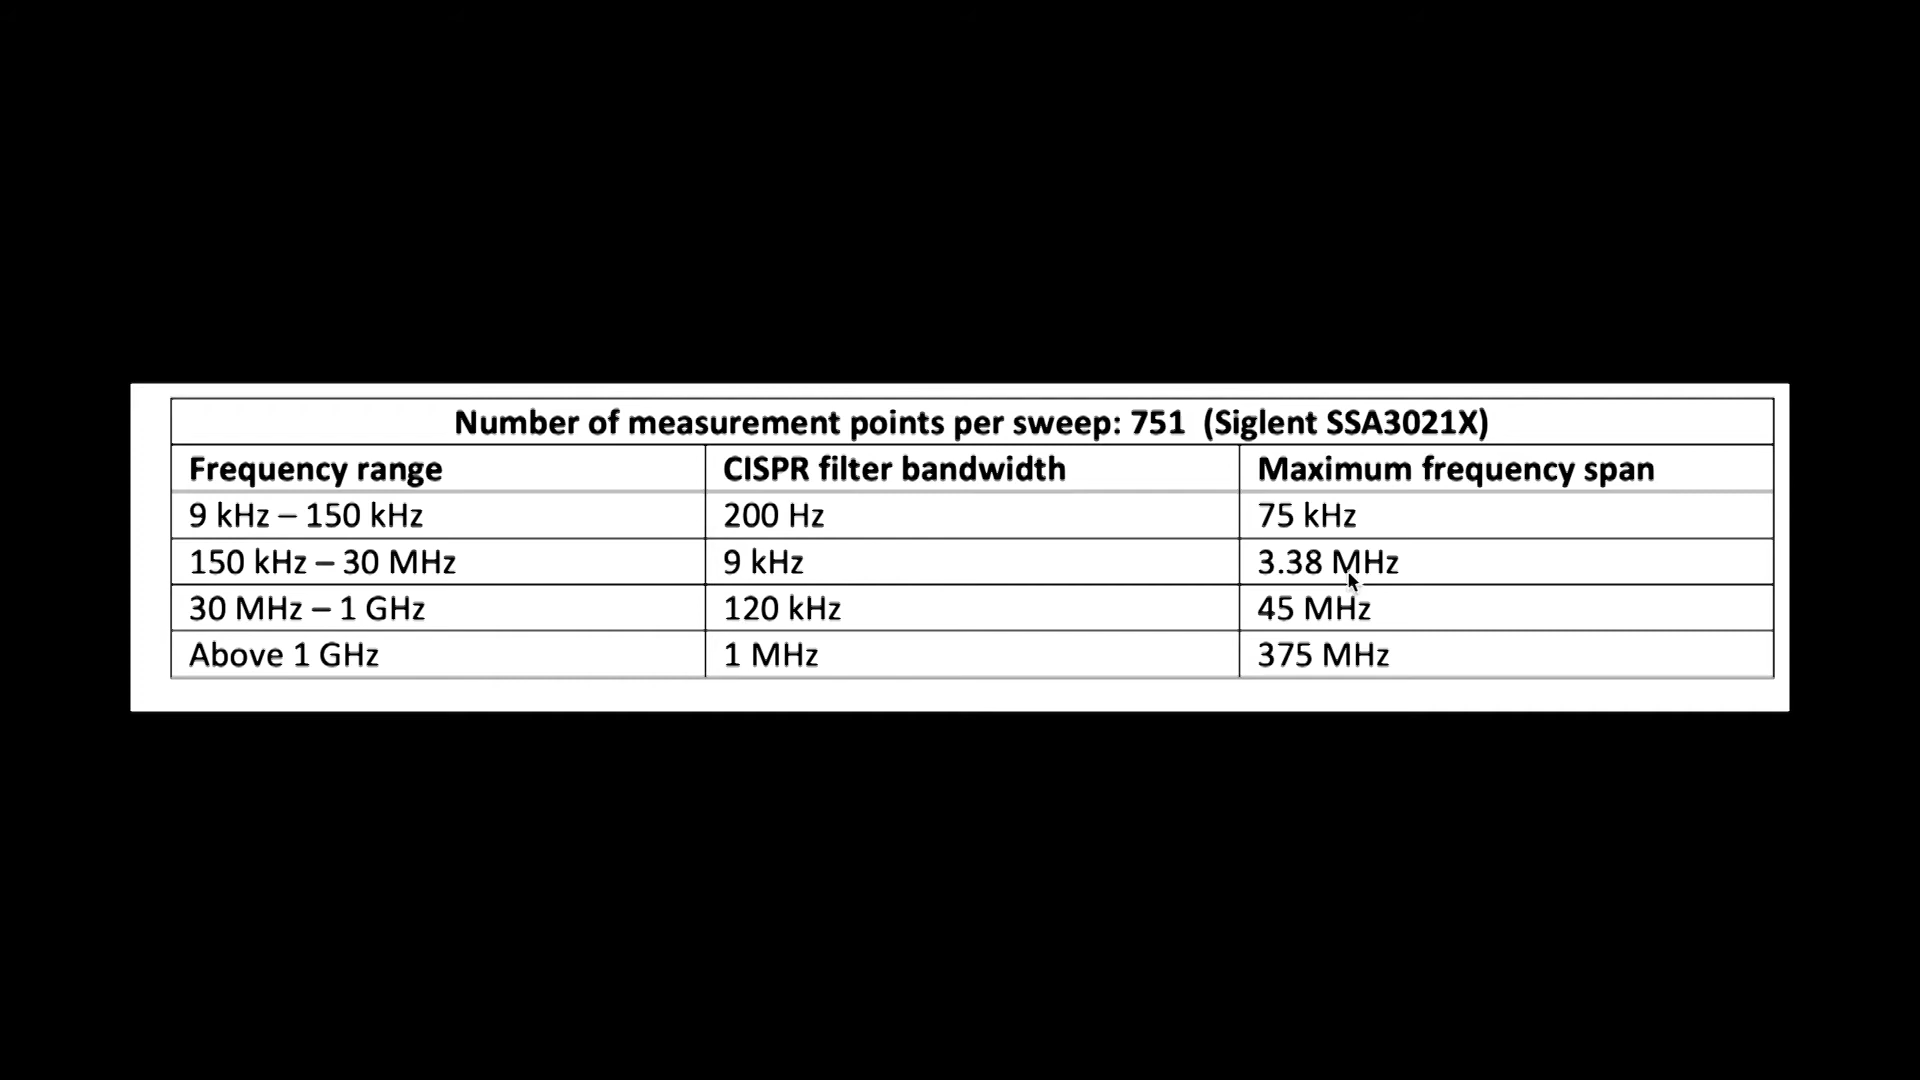 Number of measurement points per sweep: 751 (Siglent SSA3021X)
Frequency range CISPR filter bandwidth Maximum frequency span
9 kHz – 150 kHz 200 Hz 75 kHz
150 kHz – 30 MHz 9 kHz 3.38 MHz
30 MHz – 1 GHz 120 kHz 45 MHz
Above 1 GHz 1 MHz 375 MHz